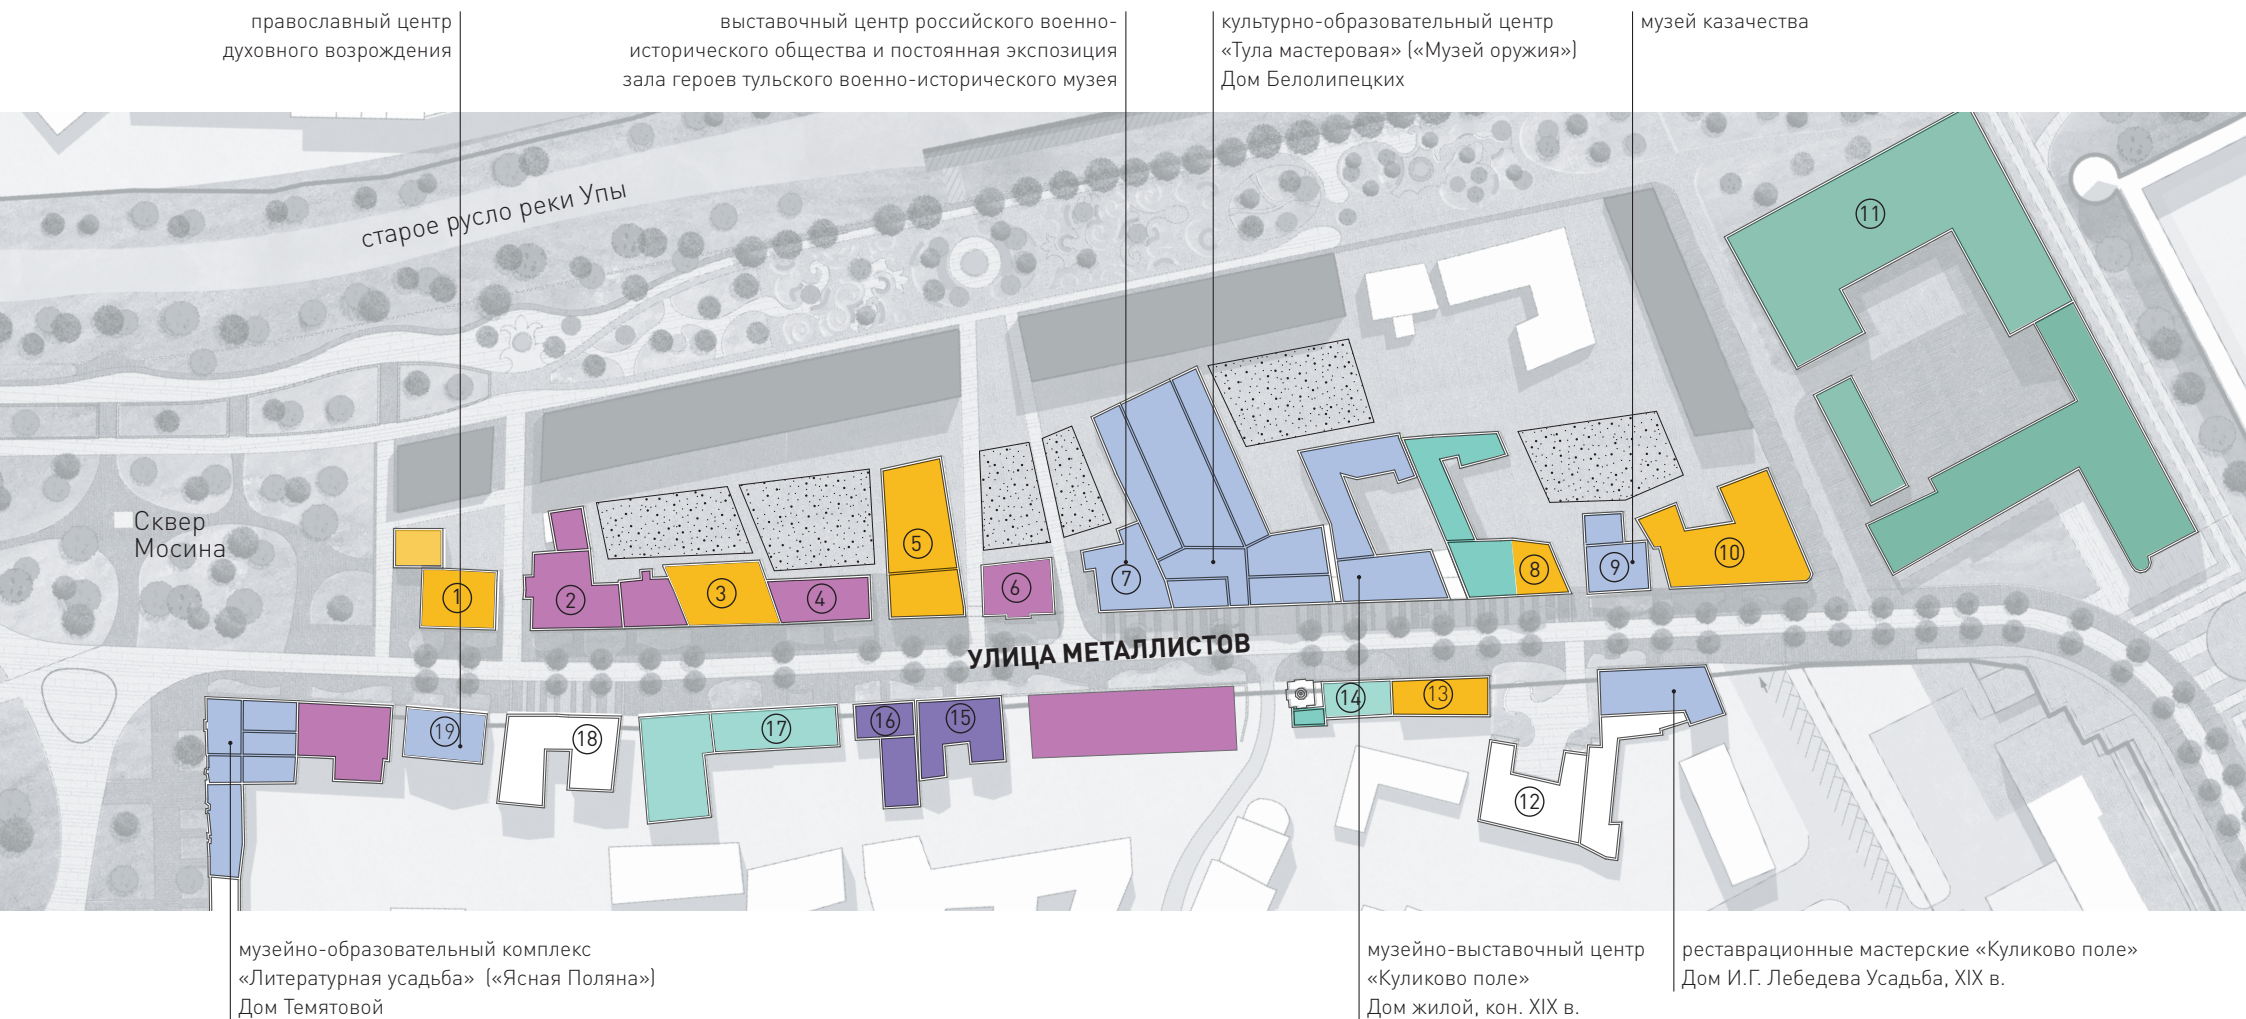 православный центр
духовного возрождения
выставочный центр российского военно-
исторического общества и постоянная экспозиция
зала героев тульского военно-исторического музея
культурно-образовательный центр
«Тула мастеровая» («Музей оружия»)
Дом Белолипецких
музей казачества
старое русло реки Упы
11
Сквер
Мосина
1
2
3
4
5
6
7
8
9
10
УЛИЦА МЕТАЛЛИСТОВ
19
18
17
16
15
14
13
12
музейно-образовательный комплекс
«Литературная усадьба» («Ясная Поляна»)
Дом Темятовой
музейно-выставочный центр
«Куликово поле»
Дом жилой, кон. XIX в.
реставрационные мастерские «Куликово поле»
Дом И.Г. Лебедева Усадьба, XIX в.